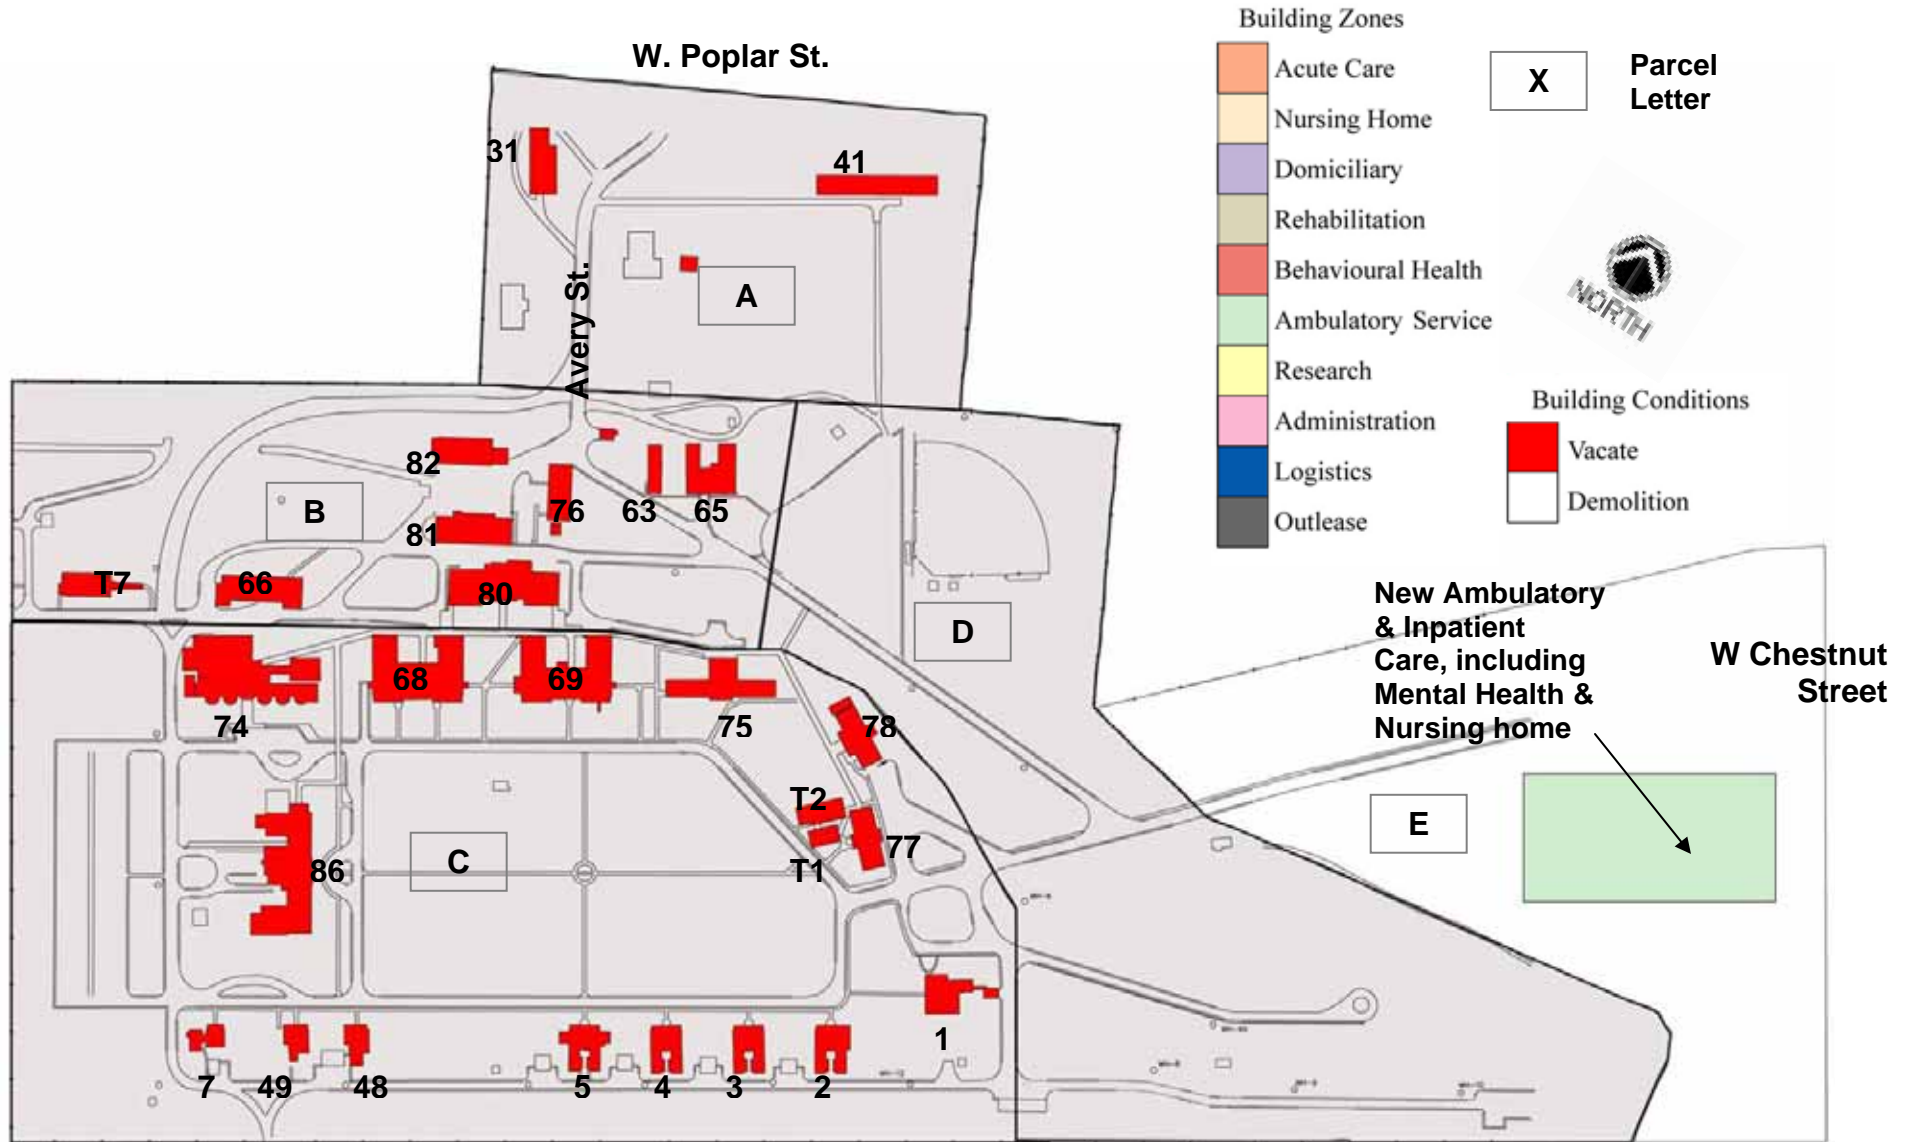 W. Poplar St.
31
41
Avery St.
A
82
81
B
76
63
65
T7
66
80
D
74
68
69
75
78
T2
T1
77
86
C
1
7
49
48
5
4
3
2
E
Building Zones
Acute Care
Nursing Home
Domiciliary
Rehabilitation
Behavioural Health
Ambulatory Service
Research
Administration
Logistics
Outlease
X
Parcel
Letter
NORTH
Building Conditions
Vacate
Demolition
New Ambulatory
& Inpatient
Care, including
Mental Health &
Nursing home
W Chestnut
Street